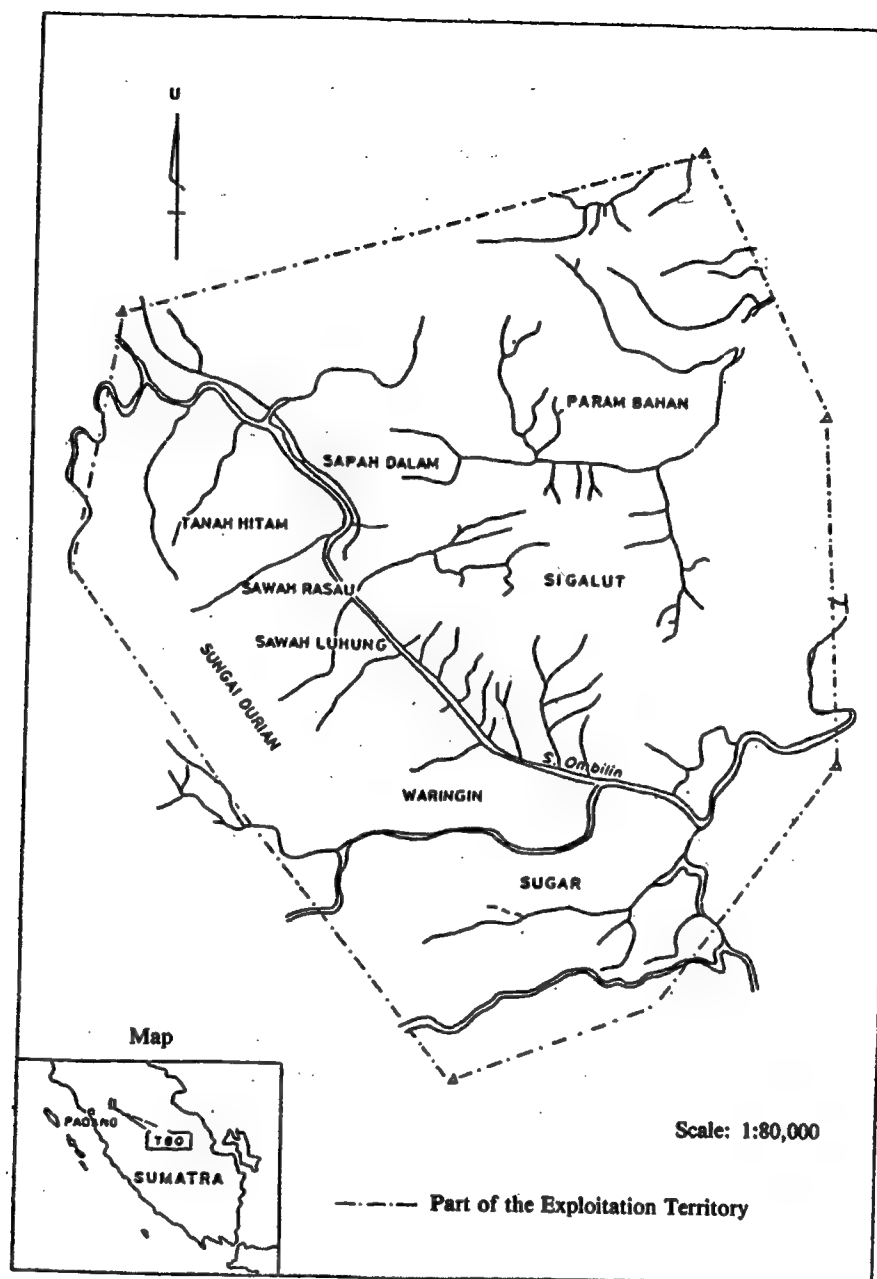 U
PARAM BAHAN
SAPAH DALAM
TANAH HITAM
SIGALUT
SAWAH RASAU
SAWAH LUHUNG
SUNGAI DURIAN
S. Ombilin
WARINGIN
SUGAR
Map
PADANG
TBO
SUMATRA
Scale: 1:80,000
Part of the Exploitation Territory